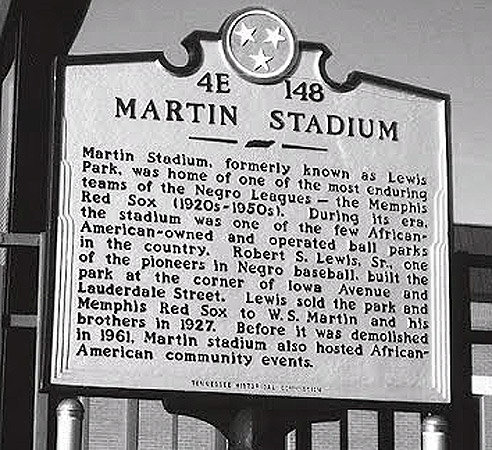 4E 148
MARTIN STADIUM
Martin Stadium, formerly known as Lewis
Park, was home of one of the most enduring
teams of the Negro Leagues — the Memphis
Red Sox (1920s-1950s). During its era,
the stadium was one of the few African-
American-owned and operated ball parks
in the country. Robert S. Lewis, Sr., one
of the pioneers in Negro baseball, built the
park at the corner of Iowa Avenue and
Lauderdale Street. Lewis sold the park and
Memphis Red Sox to W.S. Martin and his
brothers in 1927. Before it was demolished
in 1961, Martin stadium also hosted African-
American community events.
TENNESSEE HISTORICAL COMMISSION